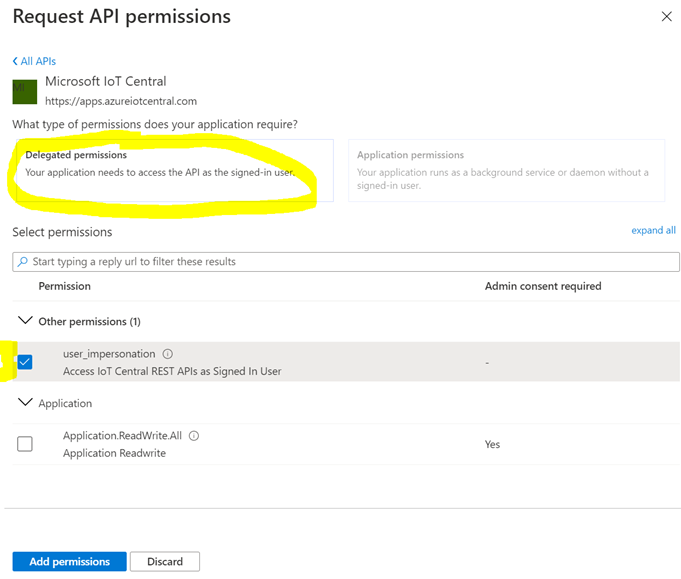 Request API permissions
All APIs
MI
Microsoft IoT Central
https://apps.azureiotcentral.com
What type of permissions does your application require?
Delegated permissions
Your application needs to access the API as the signed-in user.
Application permissions
Your application runs as a background service or daemon without a
signed-in user.
Select permissions
expand all
Start typing a reply url to filter these results
Permission
Admin consent required
Other permissions (1)
user_impersonation
Access IoT Central REST APIs as Signed In User
-
Application
Application.ReadWrite.All
Application Readwrite
Yes
Add permissions
Discard